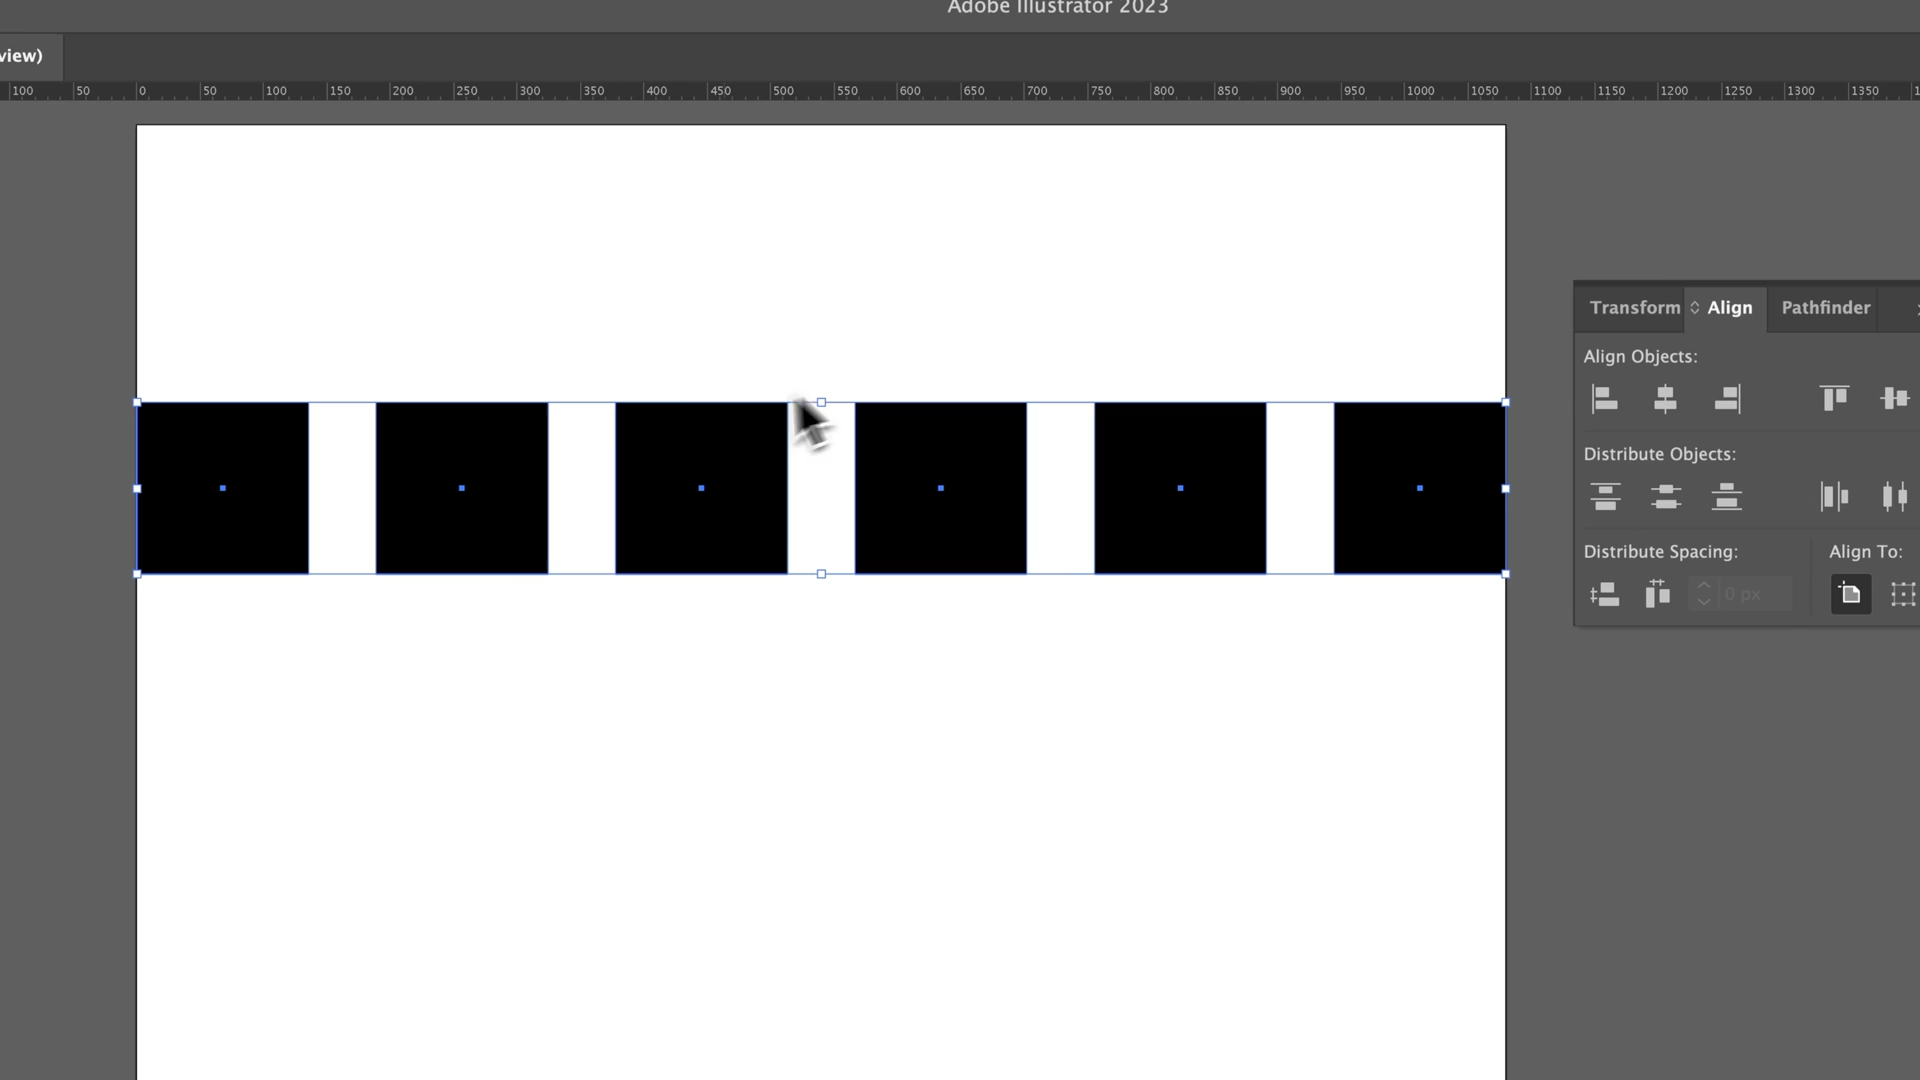 Adobe Illustrator 2023
view)
100 50 0 50 100 150 200 250 300 350 400 450 500 550 600 650 700 750 800 850 900 950 1000 1050 1100 1150 1200 1250 1300 1350
Transform Align Pathfinder
Align Objects:
Distribute Objects:
Distribute Spacing: Align To:
0 px